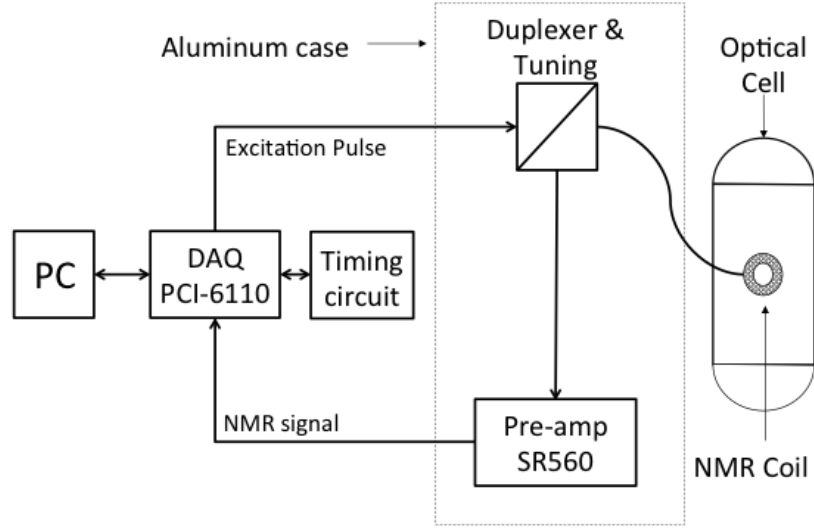 Aluminum case
Duplexer &
Tuning
Optical
Cell
Excitation Pulse
PC
DAQ
PCI-6110
Timing
circuit
NMR signal
Pre-amp
SR560
NMR Coil